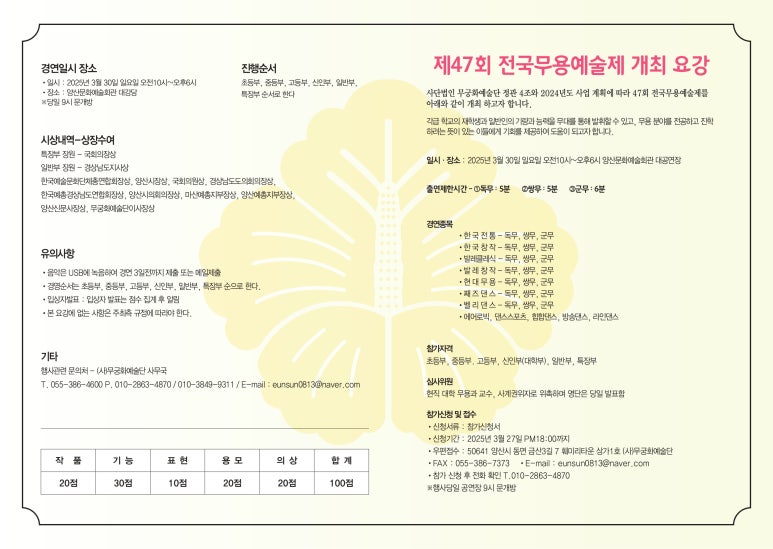 경연일시 장소
• 일시 : 2025년 3월 30일 일요일 오전10시~오후6시
• 장소 : 양산문화예술회관 대강당
※당일 9시 문개방
진행순서
초등부, 중등부, 고등부, 신인부, 일반부,
특장부 순서로 한다
시상내역-상장수여
특장부 장원 - 국회의장상
일반부 장원 - 경상남도지사상
한국예술문화단체총연합회장상, 양산시장상, 국회의원상, 경상남도도의회의장상,
한국예총경상남도연합회장상, 양산시의회의장상, 마산예총지부장상, 양산예총지부장상,
양산신문사장상, 무궁화예술단이사장상
유의사항
• 음악은 USB에 녹음하여 경연 3일전까지 제출 또는 메일제출
• 경명순서는 초등부, 중등부, 고등부, 신인부, 일반부, 특장부 순으로 한다.
• 입상자발표 : 입상자 발표는 점수 집계 후 알림
• 본 요강에 없는 사항은 주최측 규정에 따라야 한다.
기타
행사관련 문의처 - (사)무궁화예술단 사무국
T. 055-386-4600 P. 010-2863-4870 / 010-3849-9311 / E-mail : eunsun0813@naver.com
작 품 기 능 표 현 용 모 의 상 합 계
20점 30점 10점 20점 20점 100점
제47회 전국무용예술제 개최 요강
사단법인 무궁화예술단 정관 4조와 2024년도 사업 계획에 따라 47회 전국무용예술제를
아래와 같이 개최 하고자 합니다.
각급 학교의 재학생과 일반인의 기량과 능력을 무대를 통해 발휘할 수 있고, 무용 분야를 전공하고 진학
하려는 뜻이 있는 이들에게 기회를 제공하여 도움이 되고자 합니다.
일시 · 장소 : 2025년 3월 30일 일요일 오전10시~오후6시 양산문화예술회관 대공연장
출연제한시간 - ①독무 : 5분 ②쌍무 : 5분 ③군무 : 6분
경연종목
• 한국전통 - 독무, 쌍무, 군무
• 한국창작 - 독무, 쌍무, 군무
• 발레클래식 - 독무, 쌍무, 군무
• 발레창작 - 독무, 쌍무, 군무
• 현대무용 - 독무, 쌍무, 군무
• 째즈댄스 - 독무, 쌍무, 군무
• 벨리댄스 - 독무, 쌍무, 군무
• 에어로빅, 댄스스포츠, 힙합댄스, 방송댄스, 라인댄스
참가자격
초등부, 중등부. 고등부, 신인부(대학부), 일반부, 특장부
심사위원
현직 대학 무용과 교수, 사계권위자로 위촉하며 명단은 당일 발표함
참가신청 및 접수
• 신청서류 : 참가신청서
• 신청기간 : 2025년 3월 27일 PM18:00까지
• 우편접수 : 50641 양산시 동면 금산3길 7 훼미리타운 상가1호 (사)무궁화예술단
• FAX : 055-386-7373 • E-mail : eunsun0813@naver.com
• 참가 신청 후 전화 확인 T.010-2863-4870
※행사당일 공연장 9시 문개방